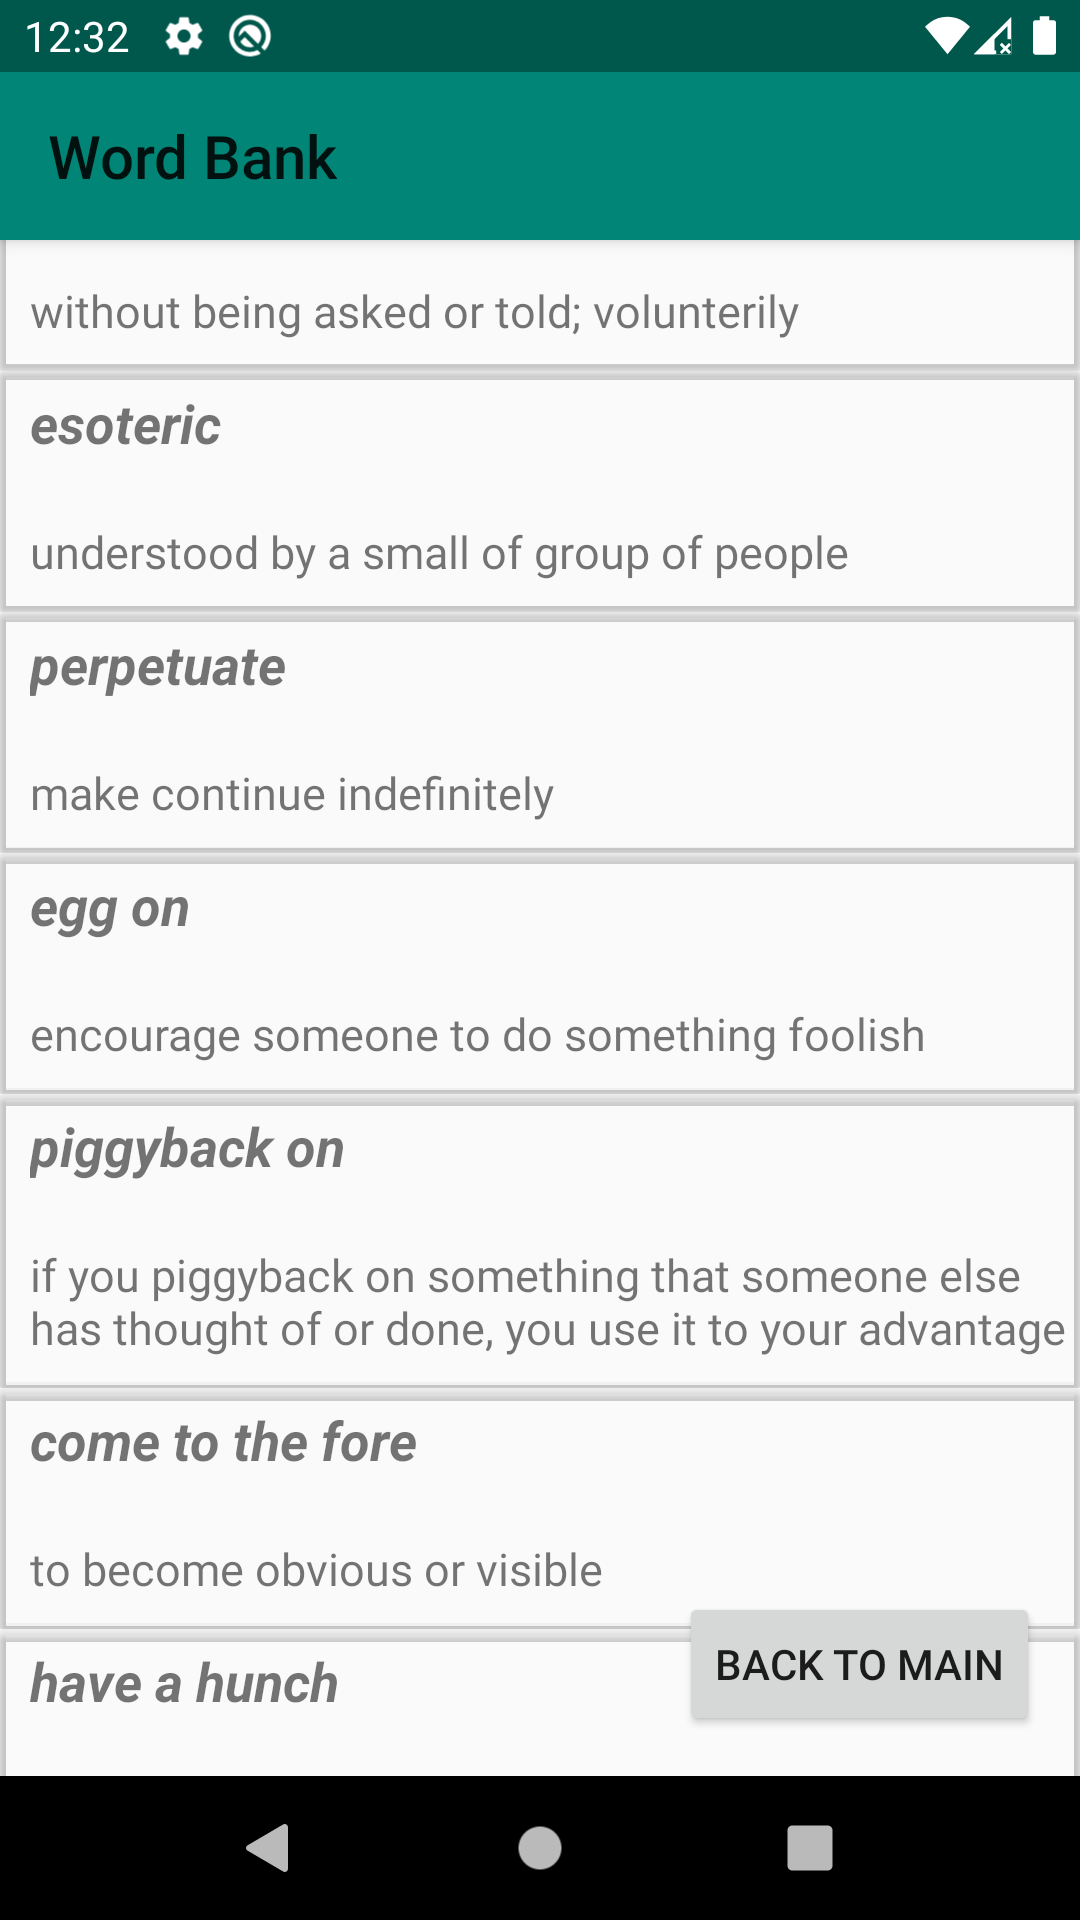 12:32
Word Bank
without being asked or told; volunterily
esoteric
understood by a small of group of people
perpetuate
make continue indefinitely
egg on
encourage someone to do something foolish
piggyback on
if you piggyback on something that someone else
has thought of or done, you use it to your advantage
come to the fore
to become obvious or visible
have a hunch
BACK TO MAIN